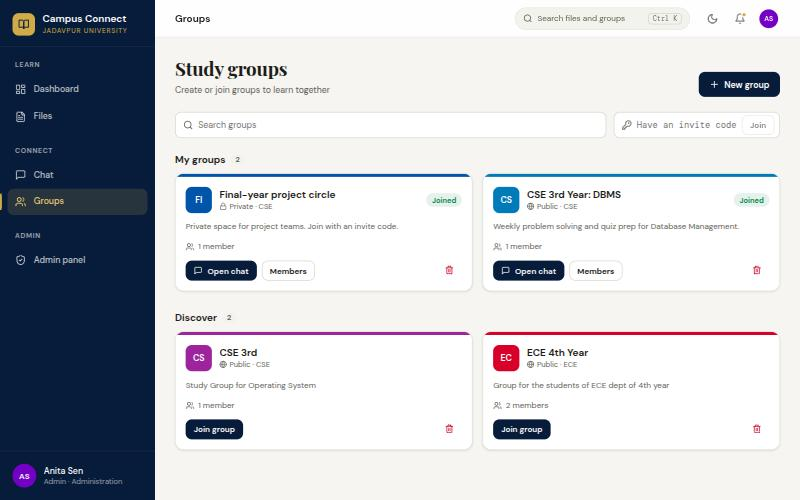 Campus Connect
JADAVPUR UNIVERSITY
LEARN
Dashboard
Files
CONNECT
Chat
Groups
ADMIN
Admin panel
AS
Anita Sen
Admin · Administration
Groups
Search files and groups
Ctrl K
AS
Study groups
Create or join groups to learn together
New group
Search groups
Have an invite code
Join
My groups 2
FI
Final-year project circle
Private · CSE
Joined
Private space for project teams. Join with an invite code.
1 member
Open chat
Members
CS
CSE 3rd Year: DBMS
Public · CSE
Joined
Weekly problem solving and quiz prep for Database Management.
1 member
Open chat
Members
Discover 2
CS
CSE 3rd
Public · CSE
Study Group for Operating System
1 member
Join group
EC
ECE 4th Year
Public · ECE
Group for the students of ECE dept of 4th year
2 members
Join group